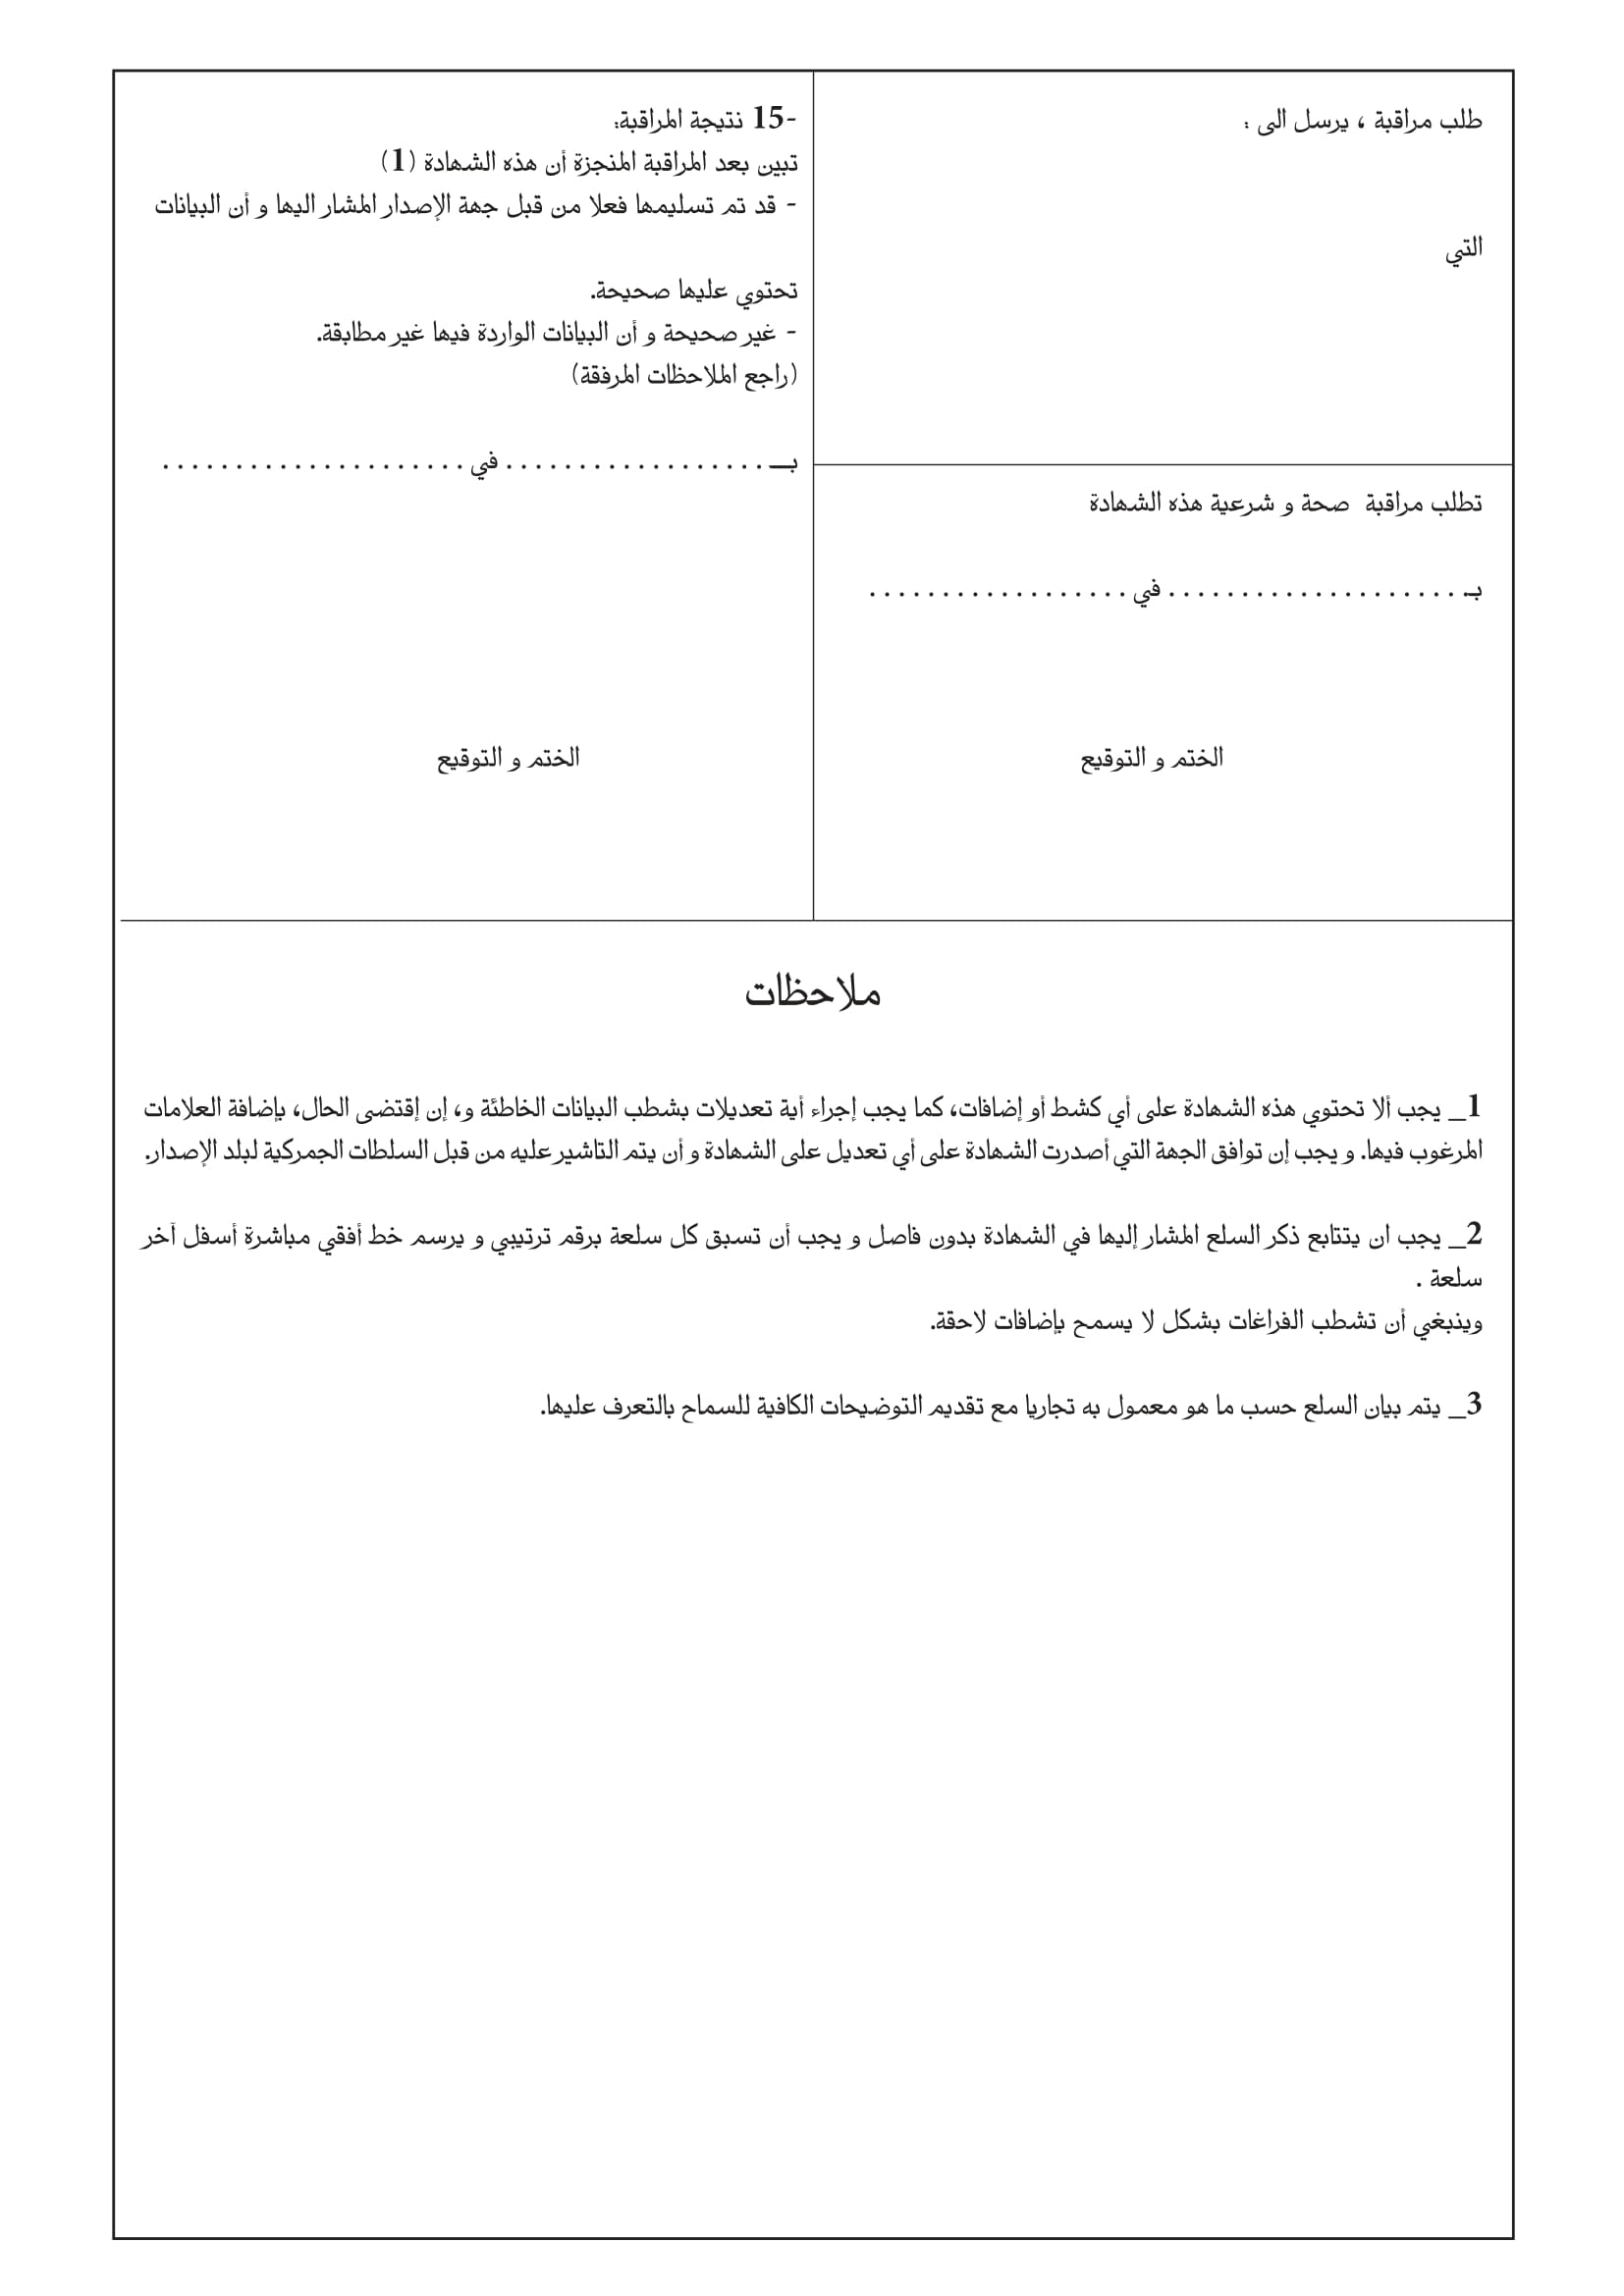 طلب مراقبة ، يرسل الى :
التي
تطلب مراقبة صحة و شرعية هذه الشهادة
بـ..................... في ..................
الختم و التوقيع
-15 نتيجة المراقبة:
تبين بعد المراقبة المنجزة أن هذه الشهادة (1)
- قد تم تسليمها فعلا من قبل جهة الإصدار المشار اليها و أن البيانات
تحتوي عليها صحيحة.
- غير صحيحة و أن البيانات الواردة فيها غير مطابقة.
(راجع الملاحظات المرفقة)
بـــ.................. في .....................
الختم و التوقيع
ملاحظات
1_ يجب ألا تحتوي هذه الشهادة على أي كشط أو إضافات، كما يجب إجراء أية تعديلات بشطب البيانات الخاطئة و، إن إقتضى الحال، بإضافة العلامات
المرغوب فيها. و يجب إن توافق الجهة التي أصدرت الشهادة على أي تعديل على الشهادة و أن يتم التاشير عليه من قبل السلطات الجمركية لبلد الإصدار.
2_ يجب ان يتتابع ذكر السلع المشار إليها في الشهادة بدون فاصل و يجب أن تسبق كل سلعة برقم ترتيبي و يرسم خط أفقي مباشرة أسفل آخر
سلعة .
وينبغي أن تشطب الفراغات بشكل لا يسمح بإضافات لاحقة.
3_ يتم بيان السلع حسب ما هو معمول به تجاريا مع تقديم التوضيحات الكافية للسماح بالتعرف عليها.